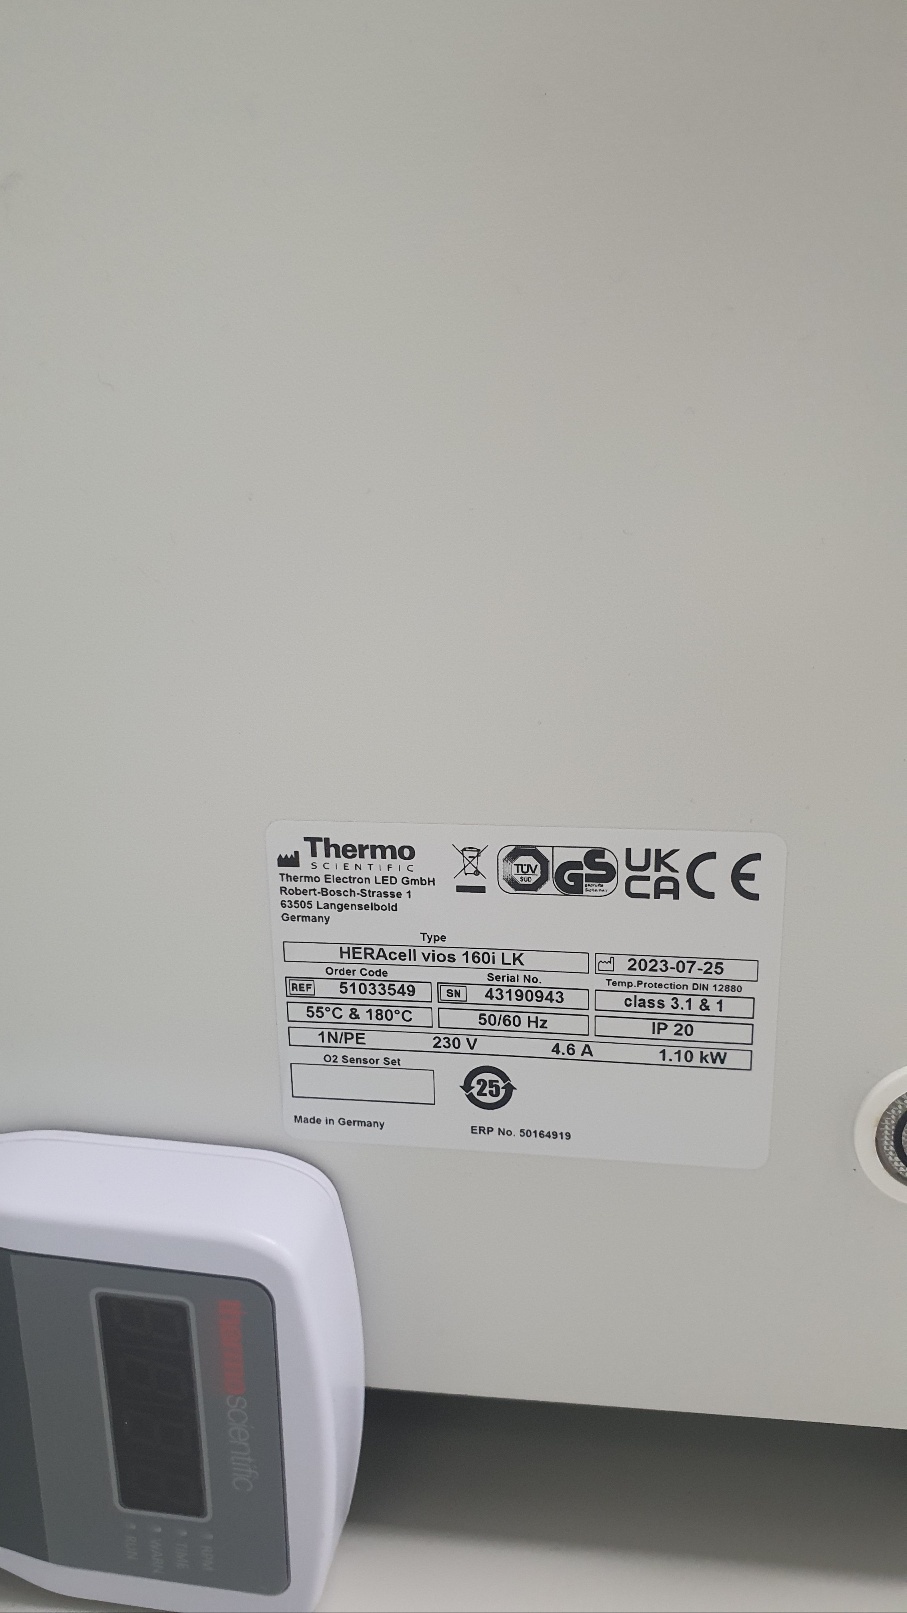 Thermo
SCIENTIFIC
Thermo Electron LED GmbH
Robert-Bosch-Strasse 1
63505 Langenselbold
Germany
TÜV
SÜD
GS
UK
CA
CE
Type
HERAcell vios 160i LK
2023-07-25
Order Code
Serial No.
Temp.Protection DIN 12880
REF 51033549
SN 43190943
class 3.1 & 1
55°C & 180°C
50/60 Hz
IP 20
1N/PE 230 V 4.6 A 1.10 kW
O2 Sensor Set
25
Made in Germany
ERP No. 50164919
thermo scientific
RPM
TIME
RUN